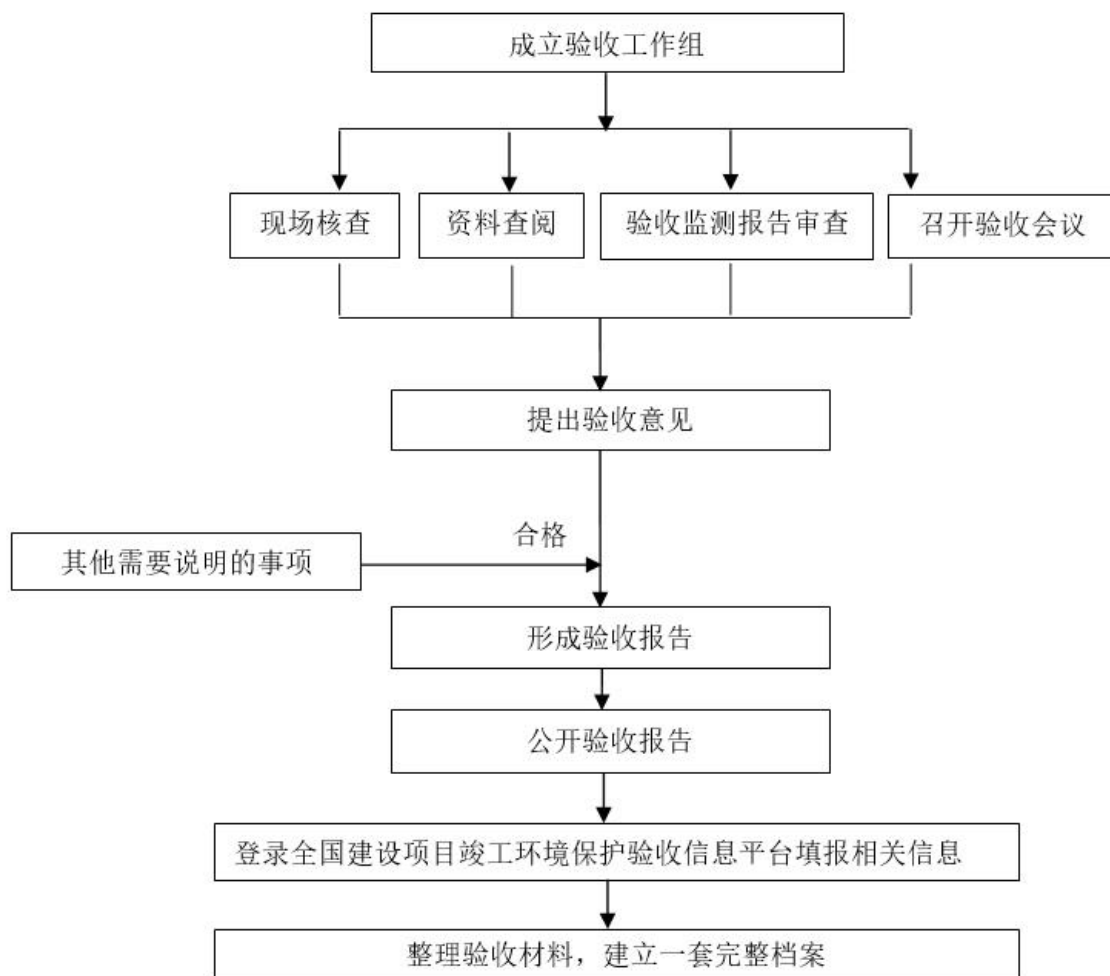 成立验收工作组
现场核查
资料查阅
验收监测报告审查
召开验收会议
提出验收意见
合格
其他需要说明的事项
形成验收报告
公开验收报告
登录全国建设项目竣工环境保护验收信息平台填报相关信息
整理验收材料，建立一套完整档案